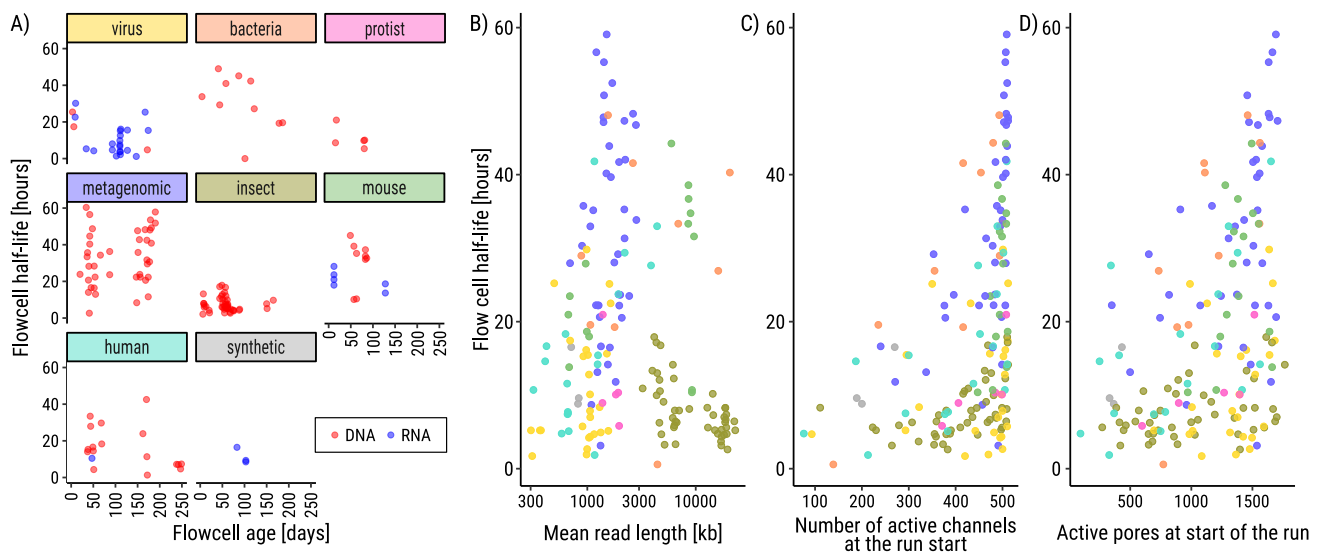 A)
virus bacteria protist
60
40
20
0
metagenomic insect mouse
60
40
20
0
0 50 100 150 200 250
human synthetic
60
40
20
0
0 50 100 150 200 250
0 50 100 150 200 250
DNA RNA
Flowcell half-life [hours]
Flowcell age [days]
B)
60
40
20
0
Flow cell half-life [hours]
300 1000 3000 10000
Mean read length [kb]
C)
60
40
20
0
100 200 300 400 500
Number of active channels
at the run start
D)
60
40
20
0
500 1000 1500
Active pores at start of the run